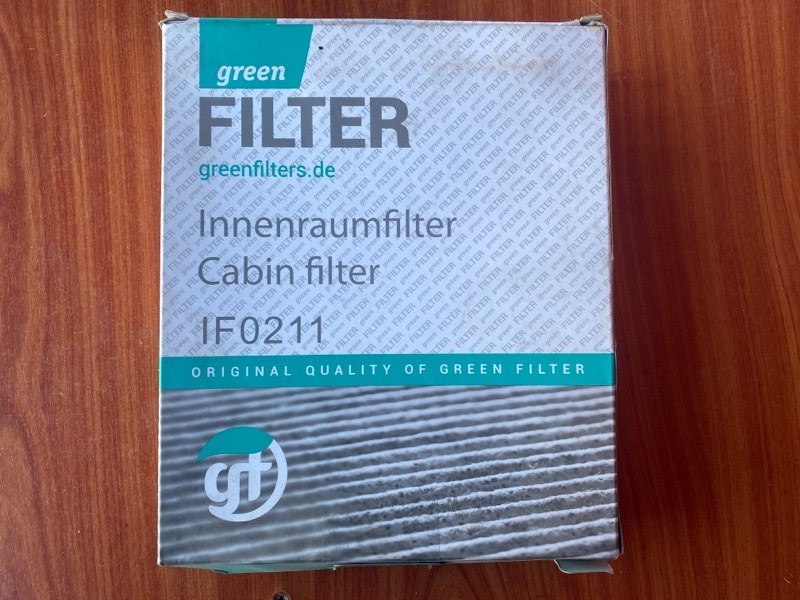 green
FILTER
greenfilters.de
Innenraumfilter
Cabin filter
IF0211
ORIGINAL QUALITY OF GREEN FILTER
gf